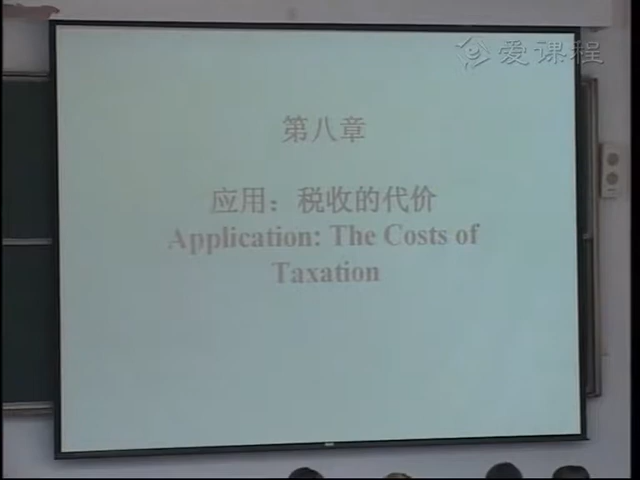 爱课程
第八章
应用：税收的代价
Application: The Costs of
Taxation